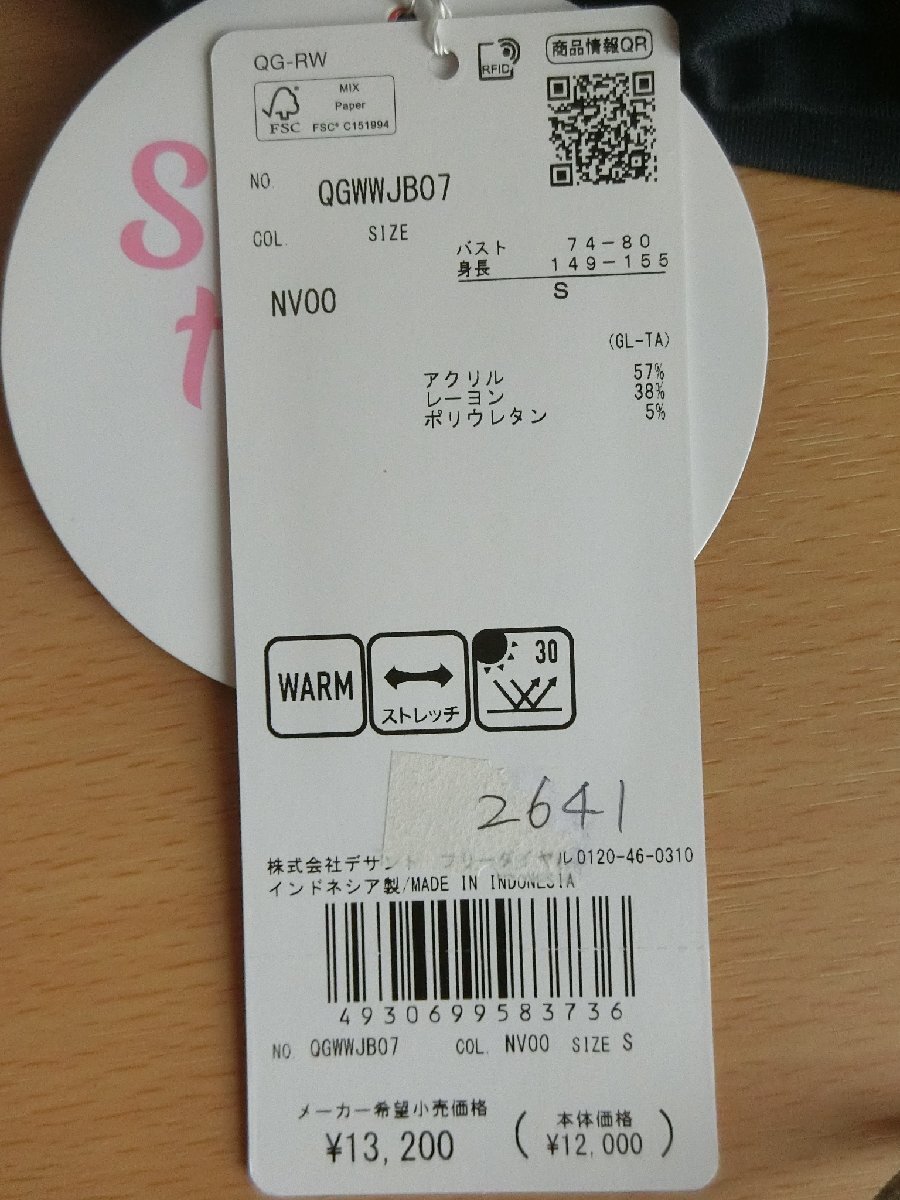 QG-RW
RFID
商品情報QR
MIX
Paper
FSC
FSC® C151994
NO. QGWWJB07
COL. SIZE
バスト 74-80
身長 149-155
NV00 S
(GL-TA)
アクリル 57%
レーヨン 38%
ポリウレタン 5%
S
t
WARM
ストレッチ
30
2641
株式会社デサント フリーダイヤル0120-46-0310
インドネシア製/MADE IN INDONESIA
4930699583736
NO. QGWWJB07 COL. NV00 SIZE S
メーカー希望小売価格
¥13,200
(本体価格
¥12,000)